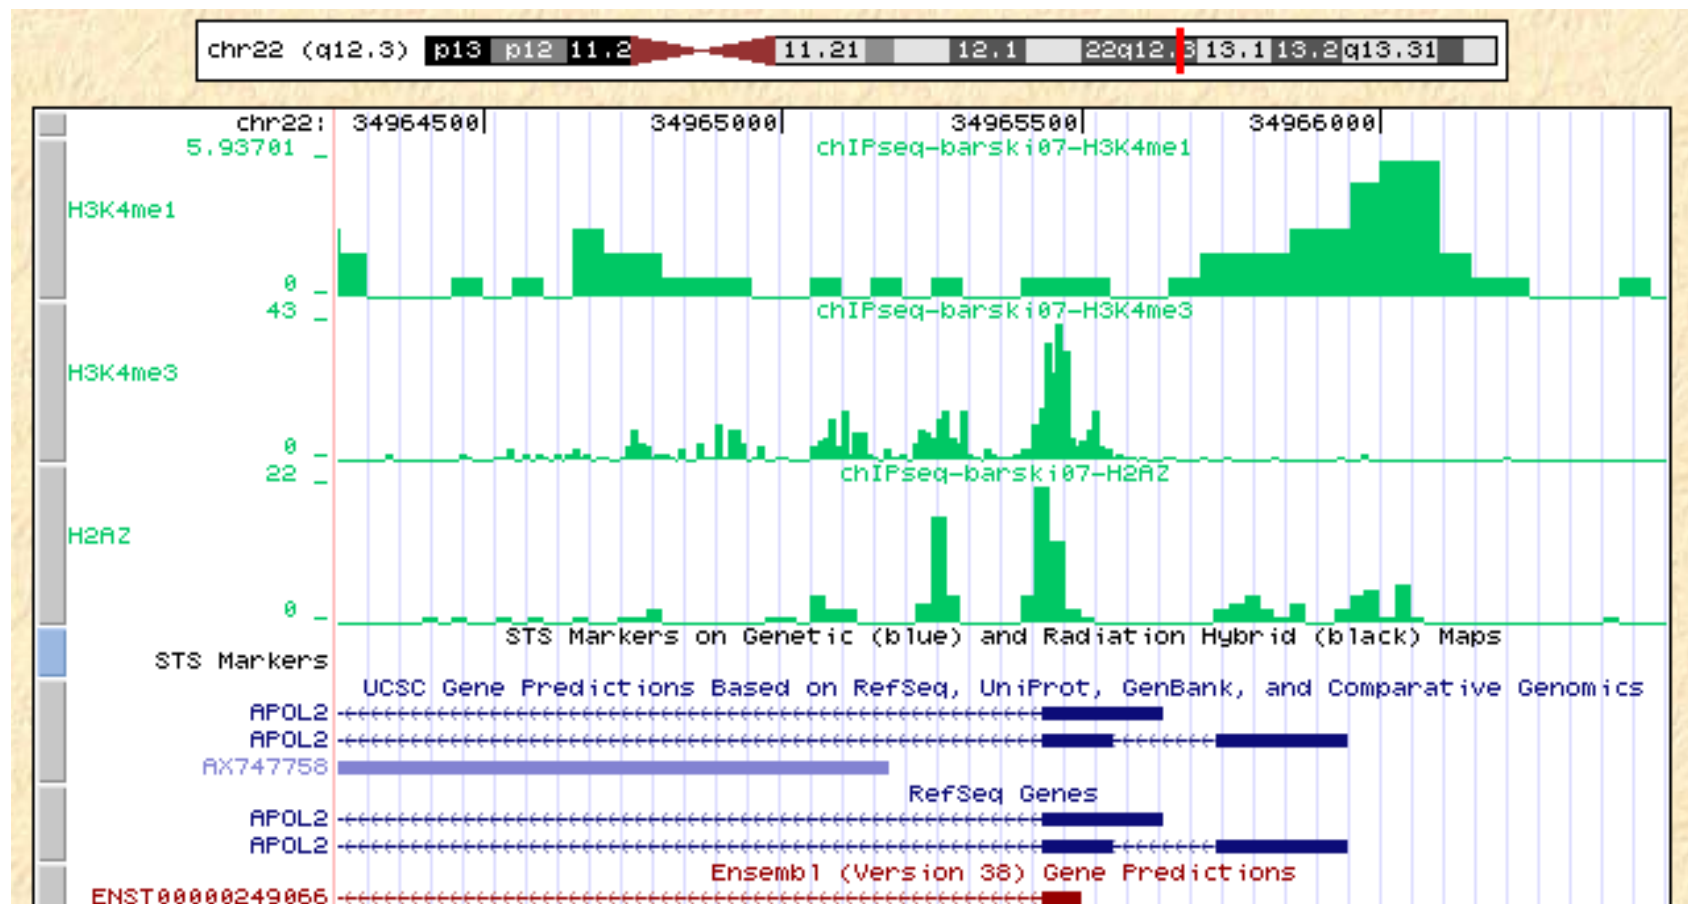 chr22 (q12.3) p13 p12 11.2 11.21 12.1 22q12.3 13.1 13.2 q13.31
chr22: 34964500| 34965000| 34965500| 34966000|
chIPseq-barski07-H3K4me1
5.93701 _
H3K4me1
0 _
chIPseq-barski07-H3K4me3
43 _
H3K4me3
0 _
chIPseq-barski07-H2AZ
22 _
H2AZ
0 _
STS Markers on Genetic (blue) and Radiation Hybrid (black) Maps
STS Markers
UCSC Gene Predictions Based on RefSeq, UniProt, GenBank, and Comparative Genomics
APOL2
APOL2
AX747758
RefSeq Genes
APOL2
APOL2
Ensembl (Version 38) Gene Predictions
ENST00000249066